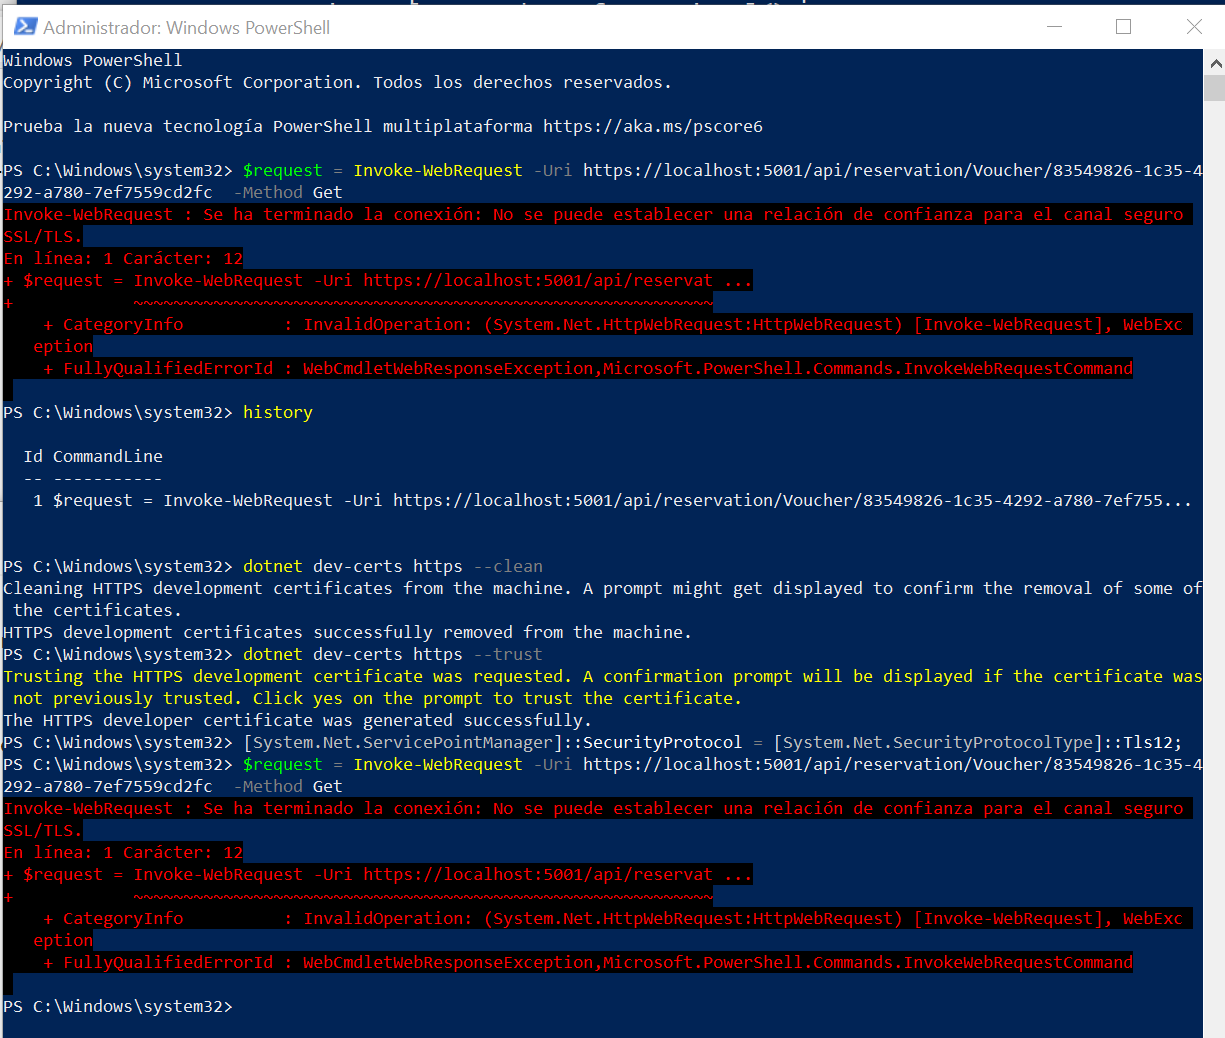 Administrador: Windows PowerShell
Windows PowerShell
Copyright (C) Microsoft Corporation. Todos los derechos reservados.
Prueba la nueva tecnología PowerShell multiplataforma https://aka.ms/pscore6
PS C:\Windows\system32> $request = Invoke-WebRequest -Uri https://localhost:5001/api/reservation/Voucher/83549826-1c35-4
292-a780-7ef7559cd2fc  -Method Get
Invoke-WebRequest : Se ha terminado la conexión: No se puede establecer una relación de confianza para el canal seguro
SSL/TLS.
En línea: 1 Carácter: 12
+ $request = Invoke-WebRequest -Uri https://localhost:5001/api/reservat ...
+            ~~~~~~~~~~~~~~~~~~~~~~~~~~~~~~~~~~~~~~~~~~~~~~~~~~~~~~~~~~
    + CategoryInfo          : InvalidOperation: (System.Net.HttpWebRequest:HttpWebRequest) [Invoke-WebRequest], WebExc
   eption
    + FullyQualifiedErrorId : WebCmdletWebResponseException,Microsoft.PowerShell.Commands.InvokeWebRequestCommand
PS C:\Windows\system32> history
  Id CommandLine
  -- -----------
   1 $request = Invoke-WebRequest -Uri https://localhost:5001/api/reservation/Voucher/83549826-1c35-4292-a780-7ef755...
PS C:\Windows\system32> dotnet dev-certs https --clean
Cleaning HTTPS development certificates from the machine. A prompt might get displayed to confirm the removal of some of
 the certificates.
HTTPS development certificates successfully removed from the machine.
PS C:\Windows\system32> dotnet dev-certs https --trust
Trusting the HTTPS development certificate was requested. A confirmation prompt will be displayed if the certificate was
 not previously trusted. Click yes on the prompt to trust the certificate.
The HTTPS developer certificate was generated successfully.
PS C:\Windows\system32> [System.Net.ServicePointManager]::SecurityProtocol = [System.Net.SecurityProtocolType]::Tls12;
PS C:\Windows\system32> $request = Invoke-WebRequest -Uri https://localhost:5001/api/reservation/Voucher/83549826-1c35-4
292-a780-7ef7559cd2fc  -Method Get
Invoke-WebRequest : Se ha terminado la conexión: No se puede establecer una relación de confianza para el canal seguro
SSL/TLS.
En línea: 1 Carácter: 12
+ $request = Invoke-WebRequest -Uri https://localhost:5001/api/reservat ...
+            ~~~~~~~~~~~~~~~~~~~~~~~~~~~~~~~~~~~~~~~~~~~~~~~~~~~~~~~~~~
    + CategoryInfo          : InvalidOperation: (System.Net.HttpWebRequest:HttpWebRequest) [Invoke-WebRequest], WebExc
   eption
    + FullyQualifiedErrorId : WebCmdletWebResponseException,Microsoft.PowerShell.Commands.InvokeWebRequestCommand
PS C:\Windows\system32>